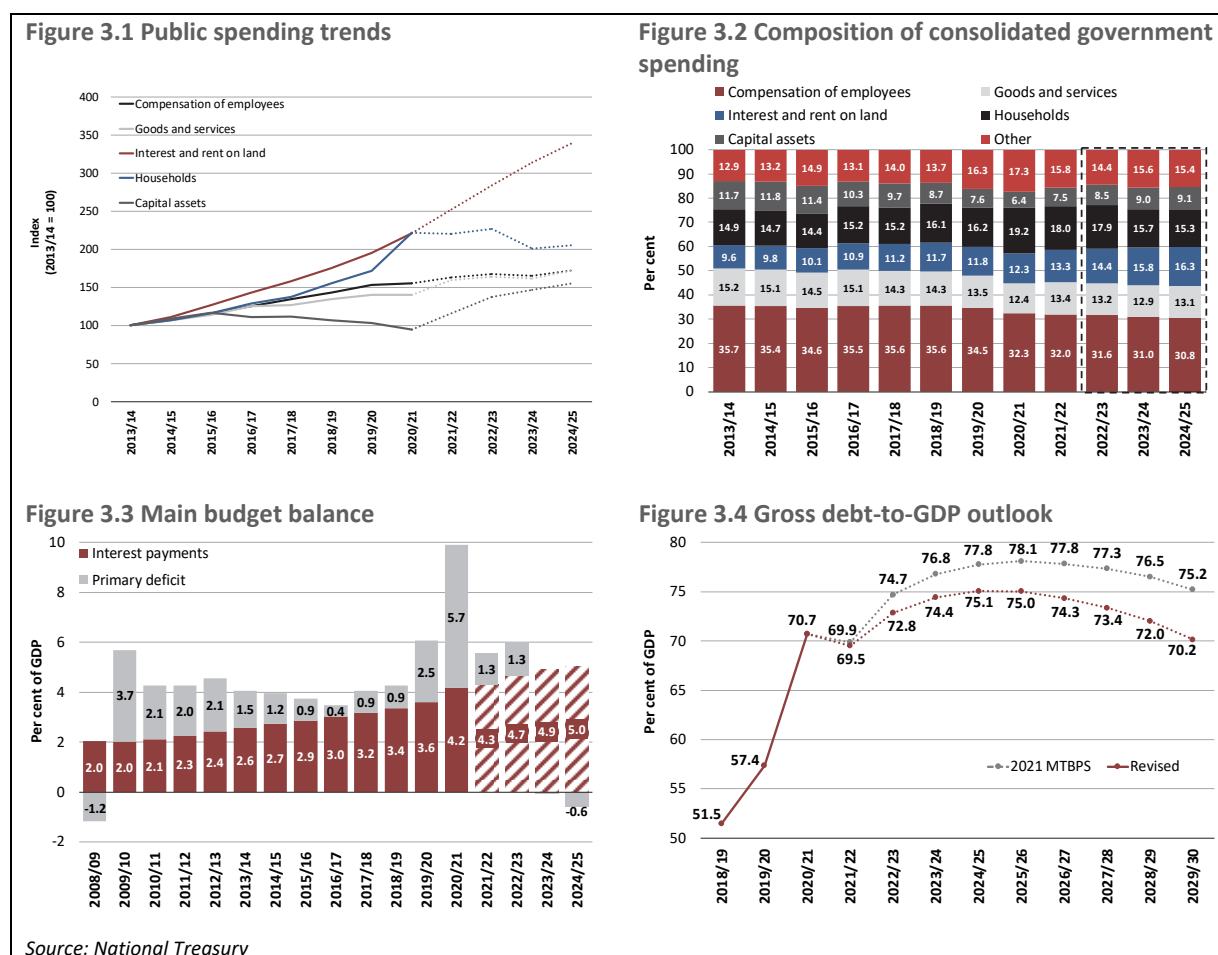 Figure 3.1 Public spending trends
400
350
300
250
200
150
100
50
0
Index
(2013/14 = 100)
Compensation of employees
Goods and services
Interest and rent on land
Households
Capital assets
2013/14
2014/15
2015/16
2016/17
2017/18
2018/19
2019/20
2020/21
2021/22
2022/23
2023/24
2024/25
Figure 3.2 Composition of consolidated government
spending
Compensation of employees
Goods and services
Interest and rent on land
Households
Capital assets
Other
100
90
80
70
60
50
40
30
20
10
0
Per cent
12.9 13.2 14.9 13.1 14.0 13.7 16.3 17.3 15.8 14.4 15.6 15.4
11.7 11.8 11.4 10.3 9.7 8.7 7.6 6.4 7.5 8.5 9.0 9.1
14.9 14.7 14.4 15.2 15.2 16.1 16.2 19.2 18.0 17.9 15.7 15.3
9.6 9.8 10.1 10.9 11.2 11.7 11.8 12.3 13.3 14.4 15.8 16.3
15.2 15.1 14.5 15.1 14.3 14.3 13.5 12.4 13.4 13.2 12.9 13.1
35.7 35.4 34.6 35.5 35.6 35.6 34.5 32.3 32.0 31.6 31.0 30.8
2013/14
2014/15
2015/16
2016/17
2017/18
2018/19
2019/20
2020/21
2021/22
2022/23
2023/24
2024/25
Figure 3.3 Main budget balance
10
8
6
4
2
0
-2
Per cent of GDP
Interest payments
Primary deficit
-1.2 3.7 2.1 2.0 2.1 1.5 1.2 0.9 0.4 0.9 0.9 2.5 5.7 1.3 1.3 -0.6
2.0 2.0 2.1 2.3 2.4 2.6 2.7 2.9 3.0 3.2 3.4 3.6 4.2 4.3 4.7 4.9 5.0
2008/09
2009/10
2010/11
2011/12
2012/13
2013/14
2014/15
2015/16
2016/17
2017/18
2018/19
2019/20
2020/21
2021/22
2022/23
2023/24
2024/25
Figure 3.4 Gross debt-to-GDP outlook
80
75
70
65
60
55
50
Per cent of GDP
74.7 76.8 77.8 78.1 77.8 77.3 76.5 75.2
70.7 69.9
69.5 72.8 74.4 75.1 75.0 74.3 73.4 72.0 70.2
57.4
51.5
2021 MTBPS
Revised
2018/19
2019/20
2020/21
2021/22
2022/23
2023/24
2024/25
2025/26
2026/27
2027/28
2028/29
2029/30
Source: National Treasury